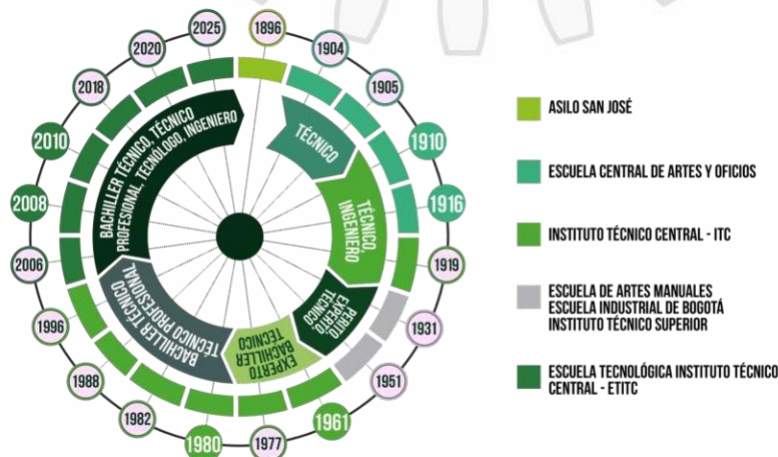 1896
1904
1905
1910
1916
1919
1931
1951
1961
1977
1980
1982
1988
1996
2006
2008
2010
2018
2020
2025
TÉCNICO
TÉCNICO,
INGENIERO
PERITO,
EXPERTO,
TÉCNICO
EXPERTO
BACHILLER
TÉCNICO
BACHILLER TÉCNICO
TÉCNICO PROFESIONAL
BACHILLER TÉCNICO, TÉCNICO
PROFESIONAL, TECNÓLOGO, INGENIERO
ASILO SAN JOSÉ
ESCUELA CENTRAL DE ARTES Y OFICIOS
INSTITUTO TÉCNICO CENTRAL - ITC
ESCUELA DE ARTES MANUALES
ESCUELA INDUSTRIAL DE BOGOTÁ
INSTITUTO TÉCNICO SUPERIOR
ESCUELA TECNOLÓGICA INSTITUTO TÉCNICO
CENTRAL - ETITC